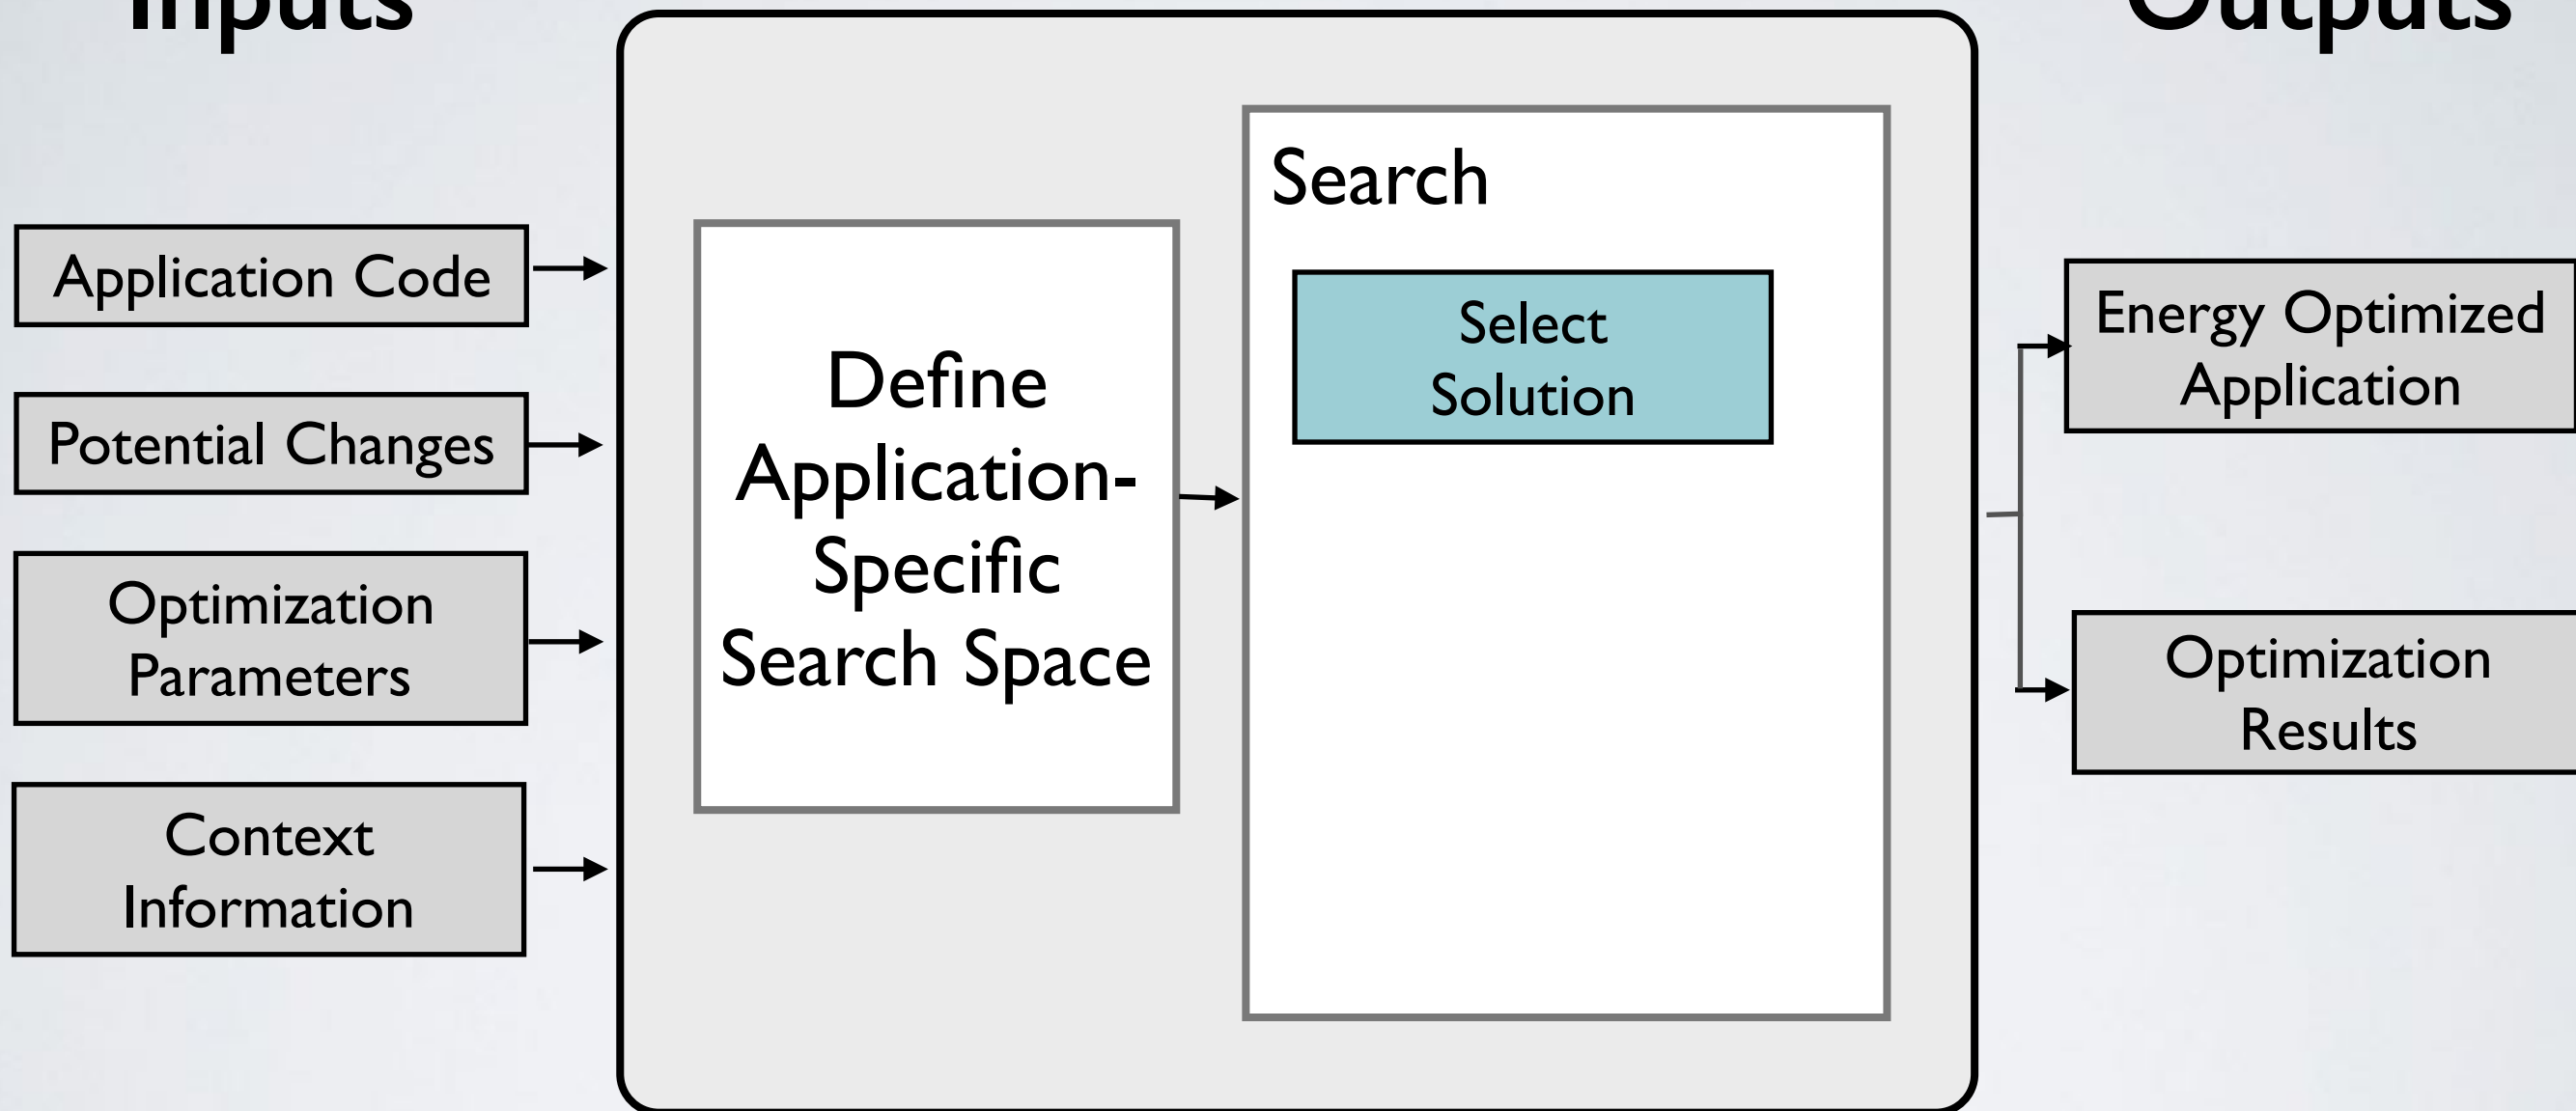 Inputs
Outputs
Application Code
Potential Changes
Optimization
Parameters
Context
Information
Define
Application-
Specific
Search Space
Search
Select
Solution
Energy Optimized
Application
Optimization
Results